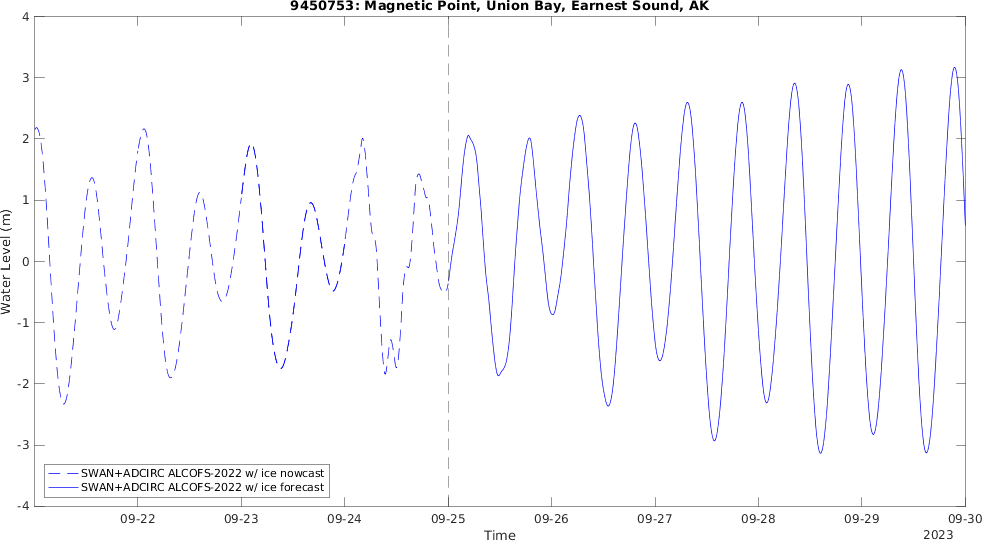 9450753: Magnetic Point, Union Bay, Earnest Sound, AK
4
3
2
1
0
-1
-2
-3
-4
Water Level (m)
SWAN+ADCIRC ALCOFS-2022 w/ ice nowcast
SWAN+ADCIRC ALCOFS-2022 w/ ice forecast
09-22 09-23 09-24 09-25 09-26 09-27 09-28 09-29 09-30
Time
2023